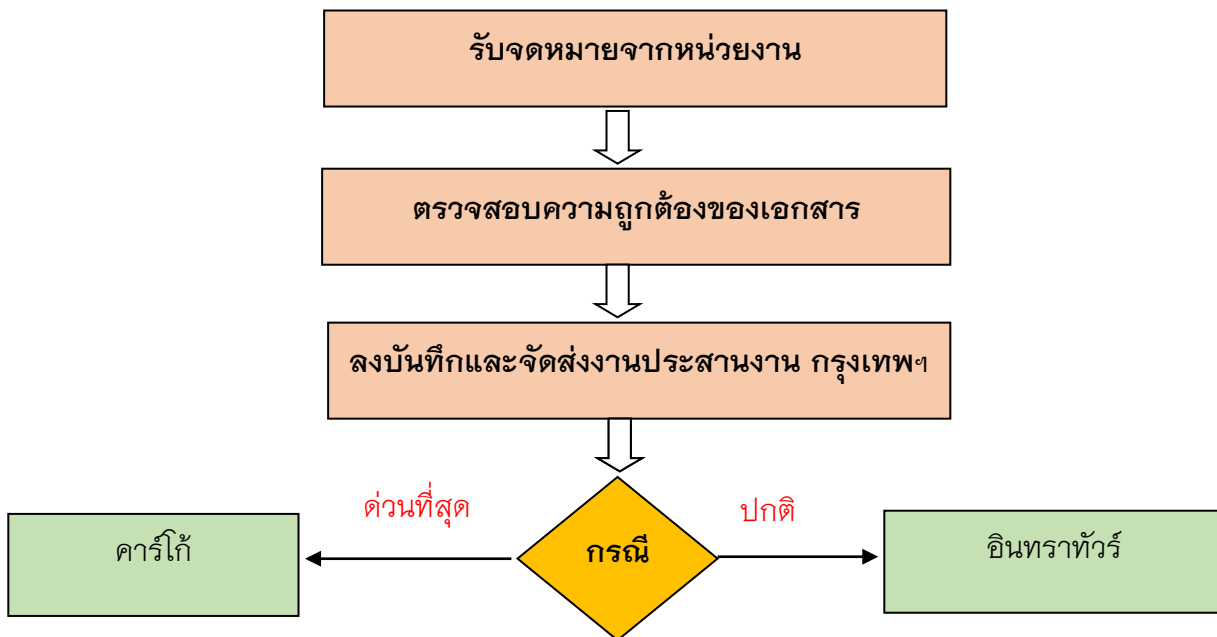 รับจดหมายจากหน่วยงาน
ตรวจสอบความถูกต้องของเอกสาร
ลงบันทึกและจัดส่งงานประสานงาน กรุงเทพฯ
ด่วนที่สุด
ปกติ
คาร์โก้
กรณี
อินทราทัวร์